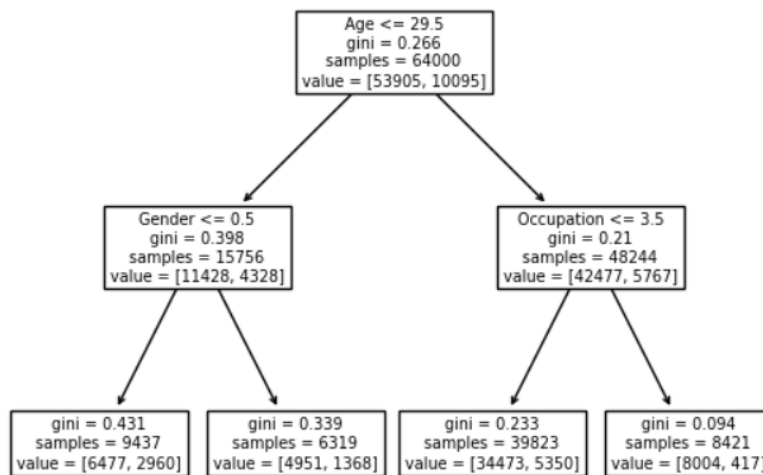 Age <= 29.5
gini = 0.266
samples = 64000
value = [53905, 10095]
Gender <= 0.5
gini = 0.398
samples = 15756
value = [11428, 4328]
Occupation <= 3.5
gini = 0.21
samples = 48244
value = [42477, 5767]
gini = 0.431
samples = 9437
value = [6477, 2960]
gini = 0.339
samples = 6319
value = [4951, 1368]
gini = 0.233
samples = 39823
value = [34473, 5350]
gini = 0.094
samples = 8421
value = [8004, 417]